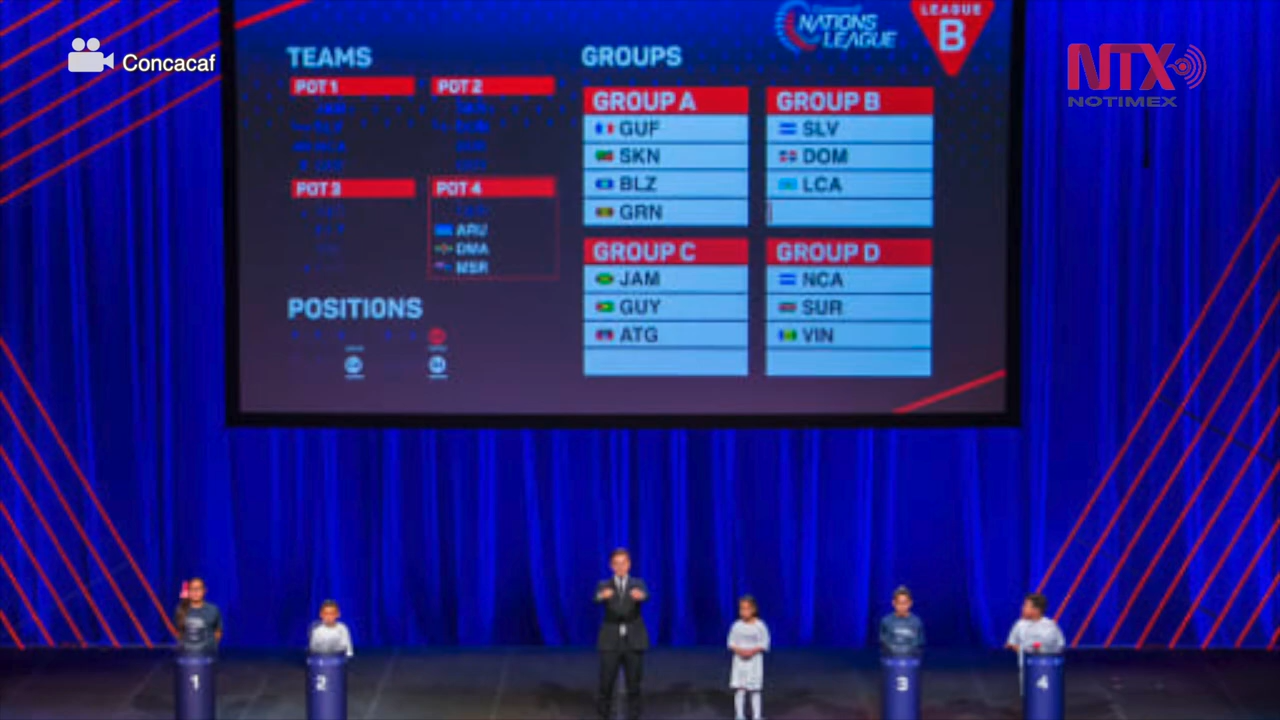 Concacaf
NTX
NOTIMEX
NATIONS
LEAGUE
LEAGUE
B
TEAMS
GROUPS
POT 1
POT 2
POT 3
POT 4
ARU
DMA
MSR
POSITIONS
GROUP A
GUF
SKN
BLZ
GRN
GROUP B
SLV
DOM
LCA
GROUP C
JAM
GUY
ATG
GROUP D
NCA
SUR
VIN
1
2
3
4